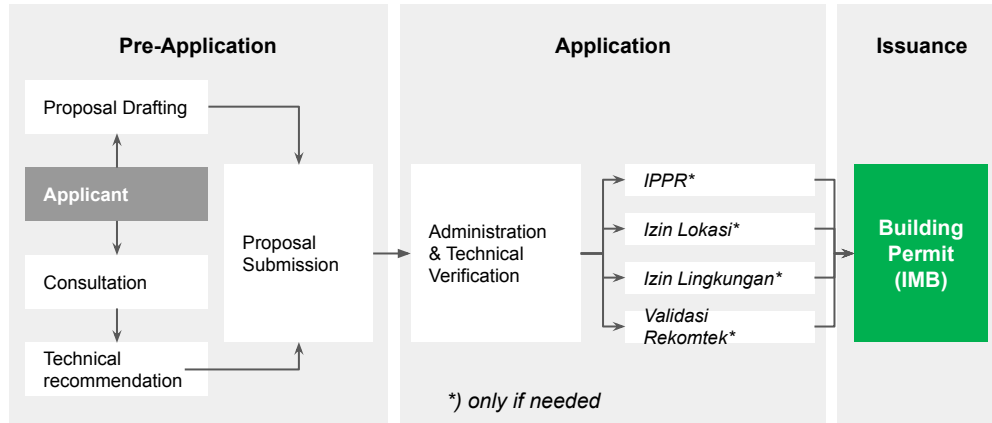 Pre-Application
Proposal Drafting
Applicant
Consultation
Technical
recommendation
Proposal
Submission
Application
Administration
& Technical
Verification
IPPR*
Izin Lokasi*
Izin Lingkungan*
Validasi
Rekomtek*
*) only if needed
Issuance
Building
Permit
(IMB)